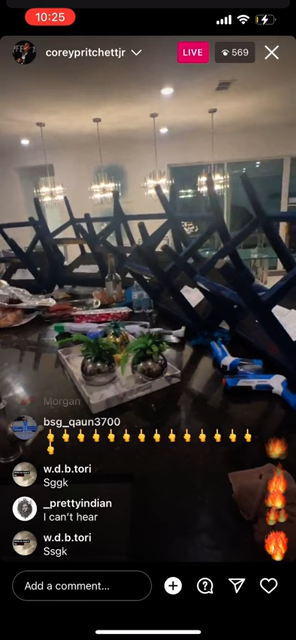 10:25
coreypritchettjr
LIVE
569
Morgan
bsg_qaun3700
w.d.b.tori
Sggk
_prettyindian
I can't hear
w.d.b.tori
Ssgk
Add a comment...